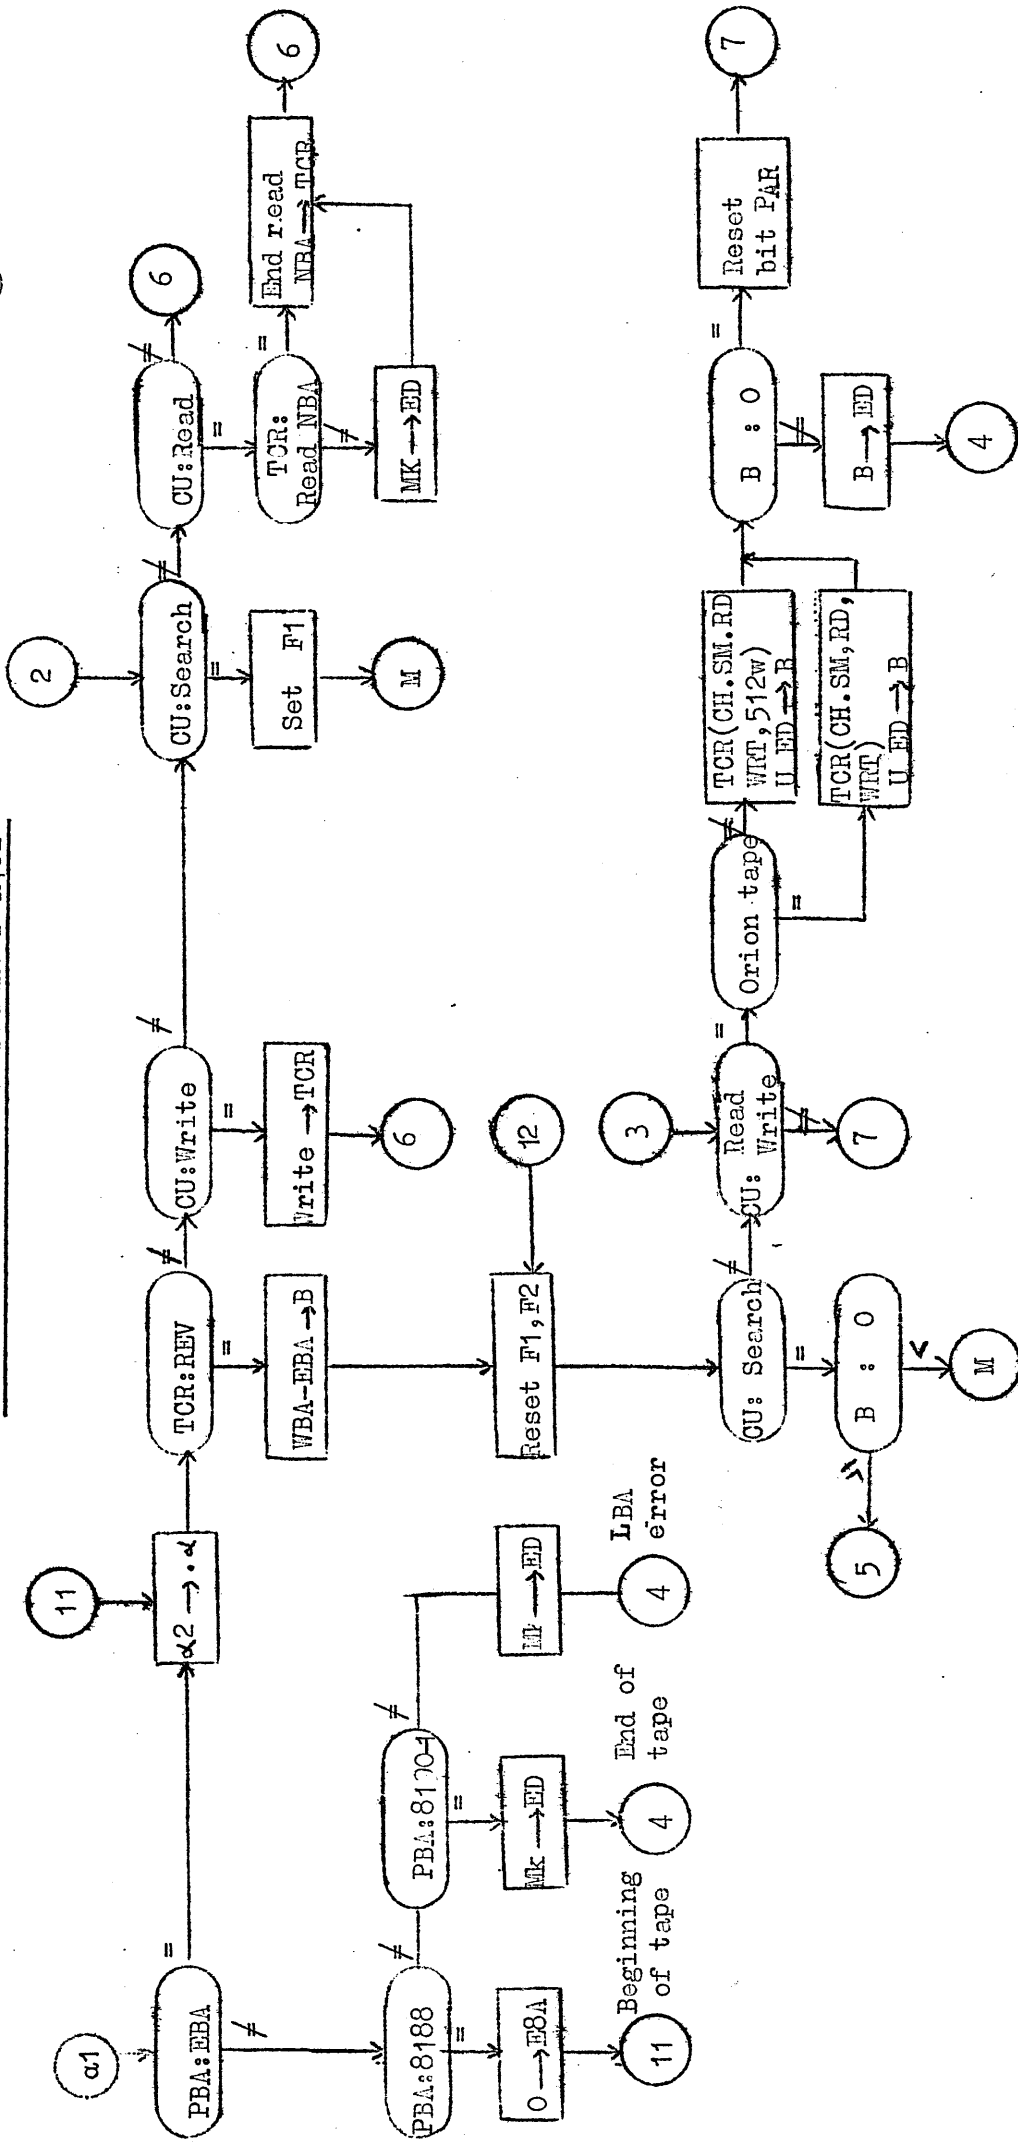 α1
PBA:EBA
=
≠
PBA:8188
=
≠
0→E8A
11
Beginning
of tape
=
≠
Mk→ED
4
End of
tape
→ED
4
LBA
error
11
α2→α
TCR:REV
≠
=
WBA-EBA→B
Reset F1,F2
12
CU:Write
≠
=
Write→TCR
6
2
CU:Search
≠
=
Set F1
M
CU:Read
≠
6
=
TCR:
Read NBA
=
≠
MK→ED
End read
NBA→TCR
6
CU: Search
≠
=
B : 0
≥
5
<
M
3
CU: Read
Write
=
≠
7
Orion tape
≠
=
TCR(CH.SM.RD
WRT,512w)
U ED→B
TCR(CH.SM,RD,
WRT)
U ED→B
B : 0
=
≠
B→ED
4
Reset
bit PAR
7